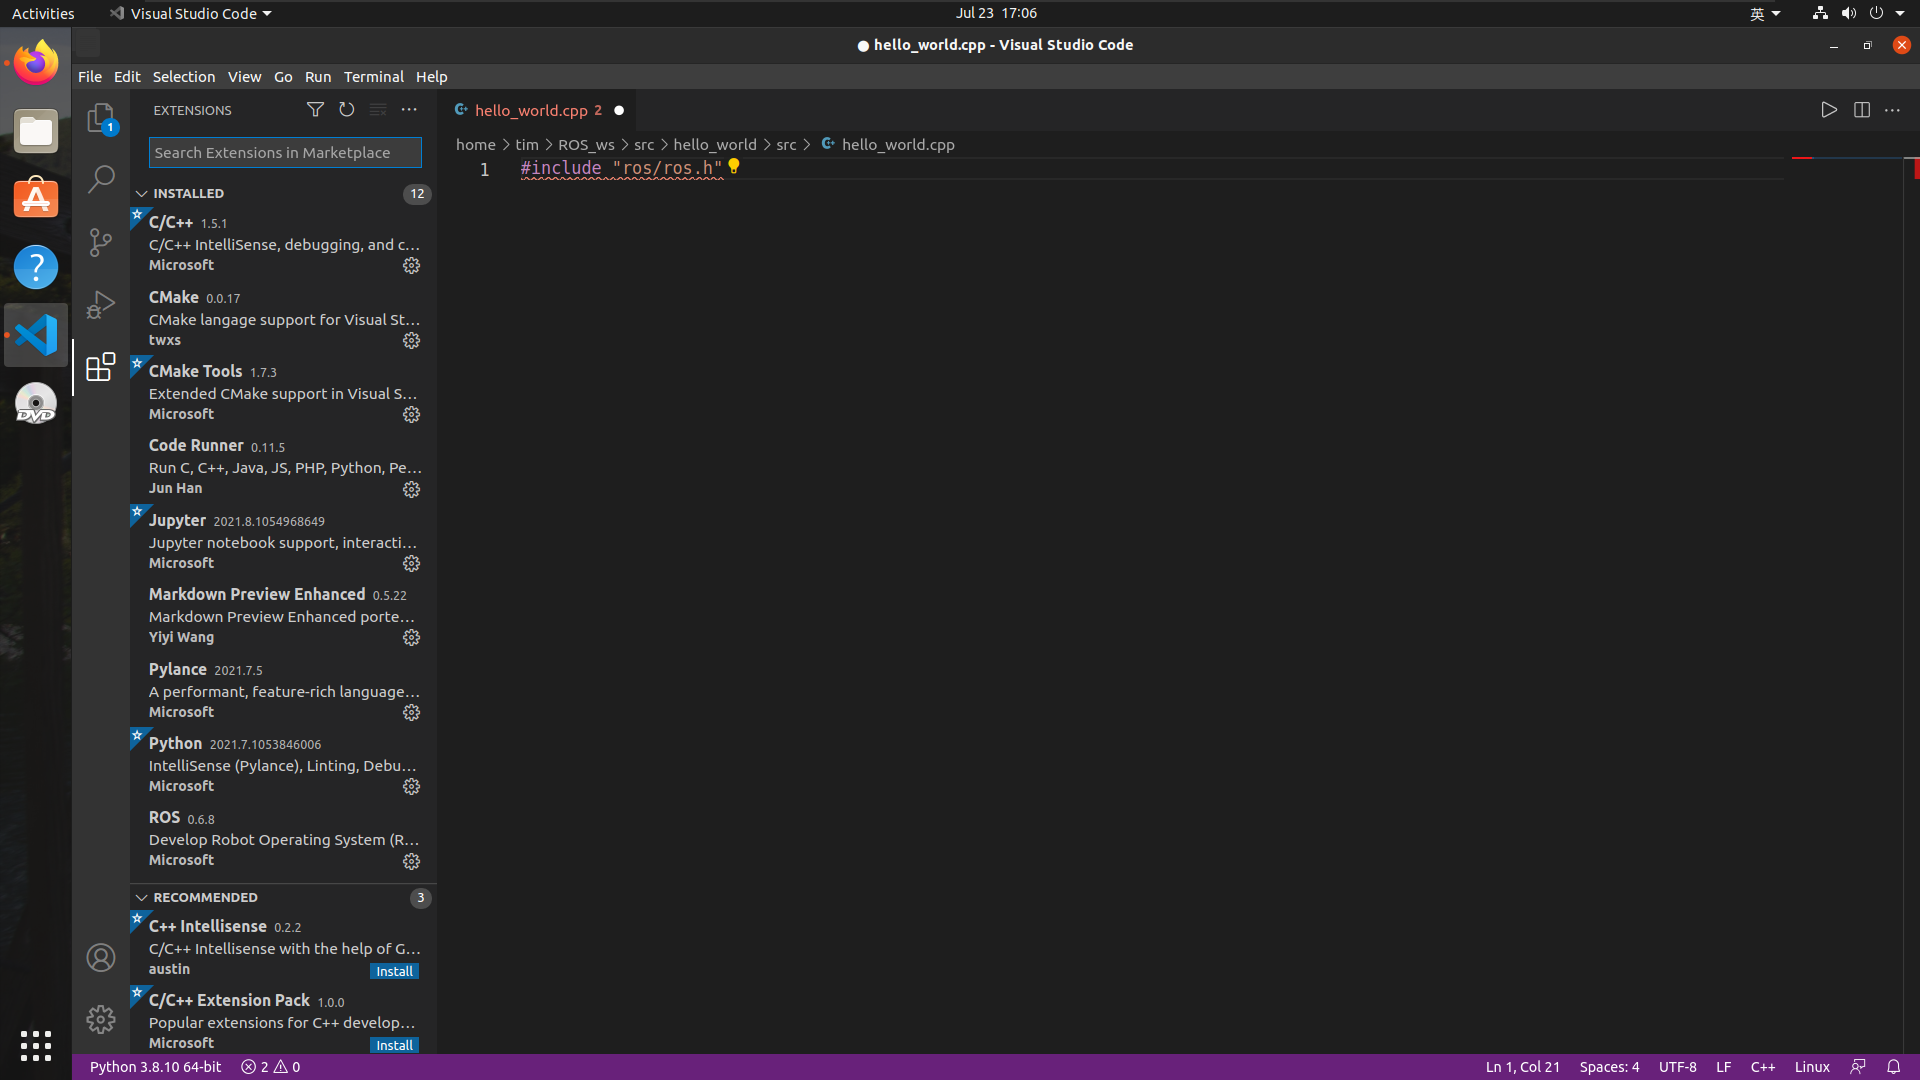 Activities
Visual Studio Code
Jul 23 17:06
英
● hello_world.cpp - Visual Studio Code
File Edit Selection View Go Run Terminal Help
1
EXTENSIONS
Search Extensions in Marketplace
INSTALLED
12
C/C++ 1.5.1
C/C++ IntelliSense, debugging, and c...
Microsoft
CMake 0.0.17
CMake langage support for Visual St...
twxs
CMake Tools 1.7.3
Extended CMake support in Visual S...
Microsoft
Code Runner 0.11.5
Run C, C++, Java, JS, PHP, Python, Pe...
Jun Han
Jupyter 2021.8.1054968649
Jupyter notebook support, interacti...
Microsoft
Markdown Preview Enhanced 0.5.22
Markdown Preview Enhanced porte...
Yiyi Wang
Pylance 2021.7.5
A performant, feature-rich language...
Microsoft
Python 2021.7.1053846006
IntelliSense (Pylance), Linting, Debu...
Microsoft
ROS 0.6.8
Develop Robot Operating System (R...
Microsoft
RECOMMENDED
3
C++ Intellisense 0.2.2
C/C++ Intellisense with the help of G...
austin
Install
C/C++ Extension Pack 1.0.0
Popular extensions for C++ develop...
Microsoft
Install
hello_world.cpp 2 ●
home > tim > ROS_ws > src > hello_world > src > hello_world.cpp
1 #include "ros/ros.h"
DVD
Python 3.8.10 64-bit
2 0
Ln 1, Col 21 Spaces: 4 UTF-8 LF C++ Linux